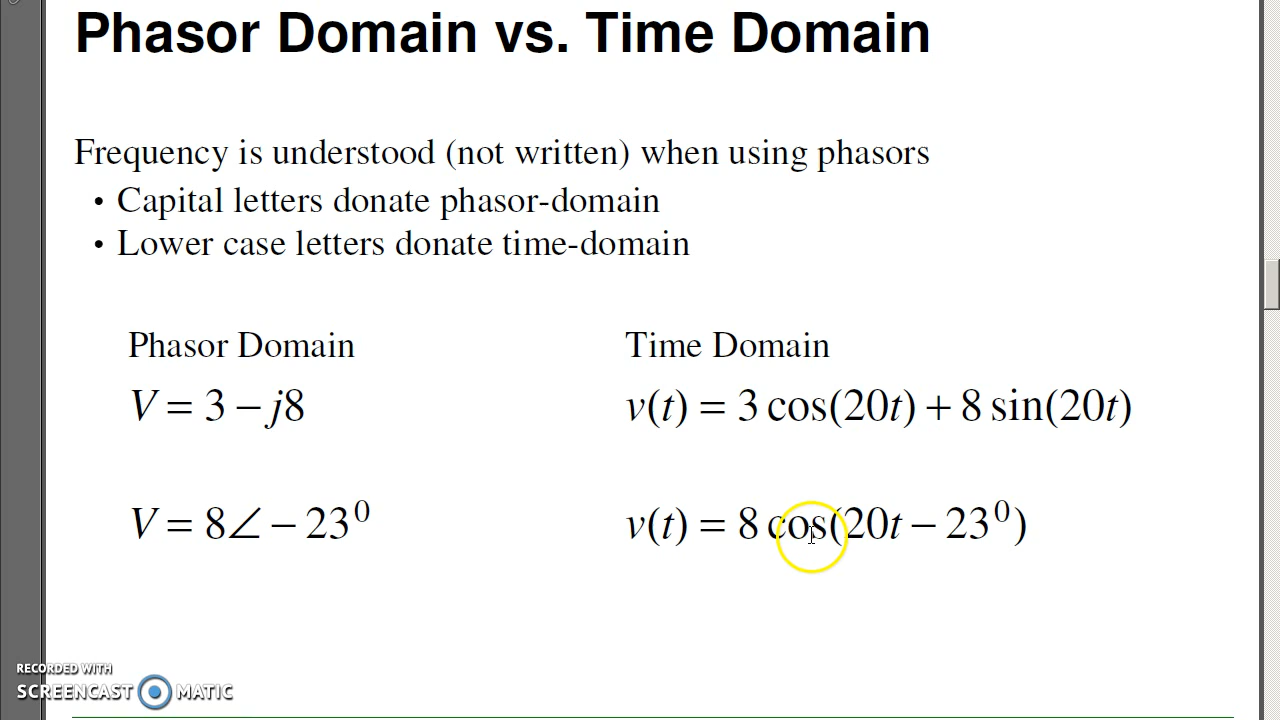 Phasor Domain vs. Time Domain
Frequency is understood (not written) when using phasors
• Capital letters donate phasor-domain
• Lower case letters donate time-domain
Phasor Domain
Time Domain
V = 3 − j8
v(t) = 3 cos(20t) + 8 sin(20t)
V = 8∠ − 23⁰
v(t) = 8 cos(20t − 23⁰)
RECORDED WITH
SCREENCAST MATIC